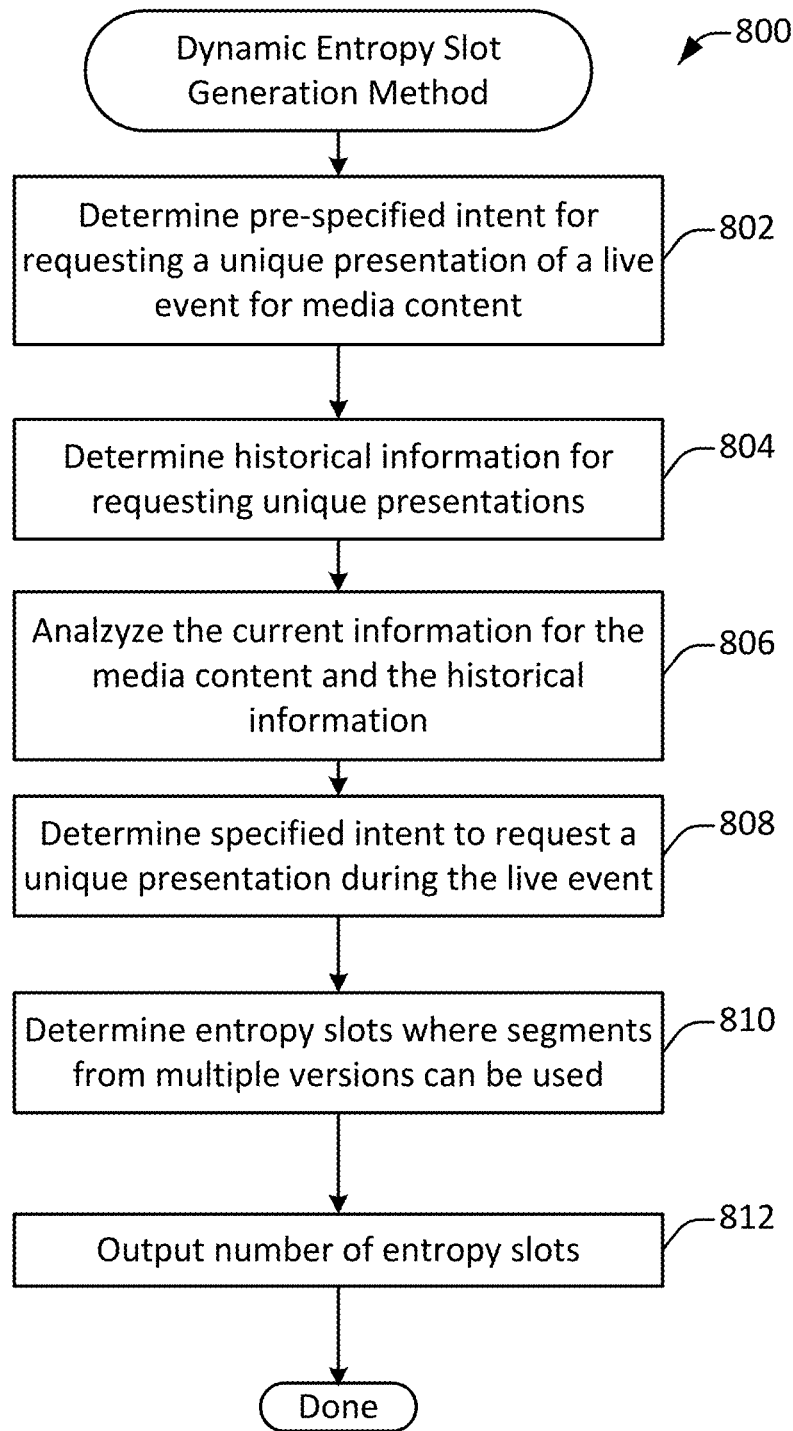 Dynamic Entropy Slot
Generation Method
800
Determine pre-specified intent for
requesting a unique presentation of a live
event for media content
802
Determine historical information for
requesting unique presentations
804
Analzyze the current information for the
media content and the historical
information
806
Determine specified intent to request a
unique presentation during the live event
808
Determine entropy slots where segments
from multiple versions can be used
810
Output number of entropy slots
812
Done